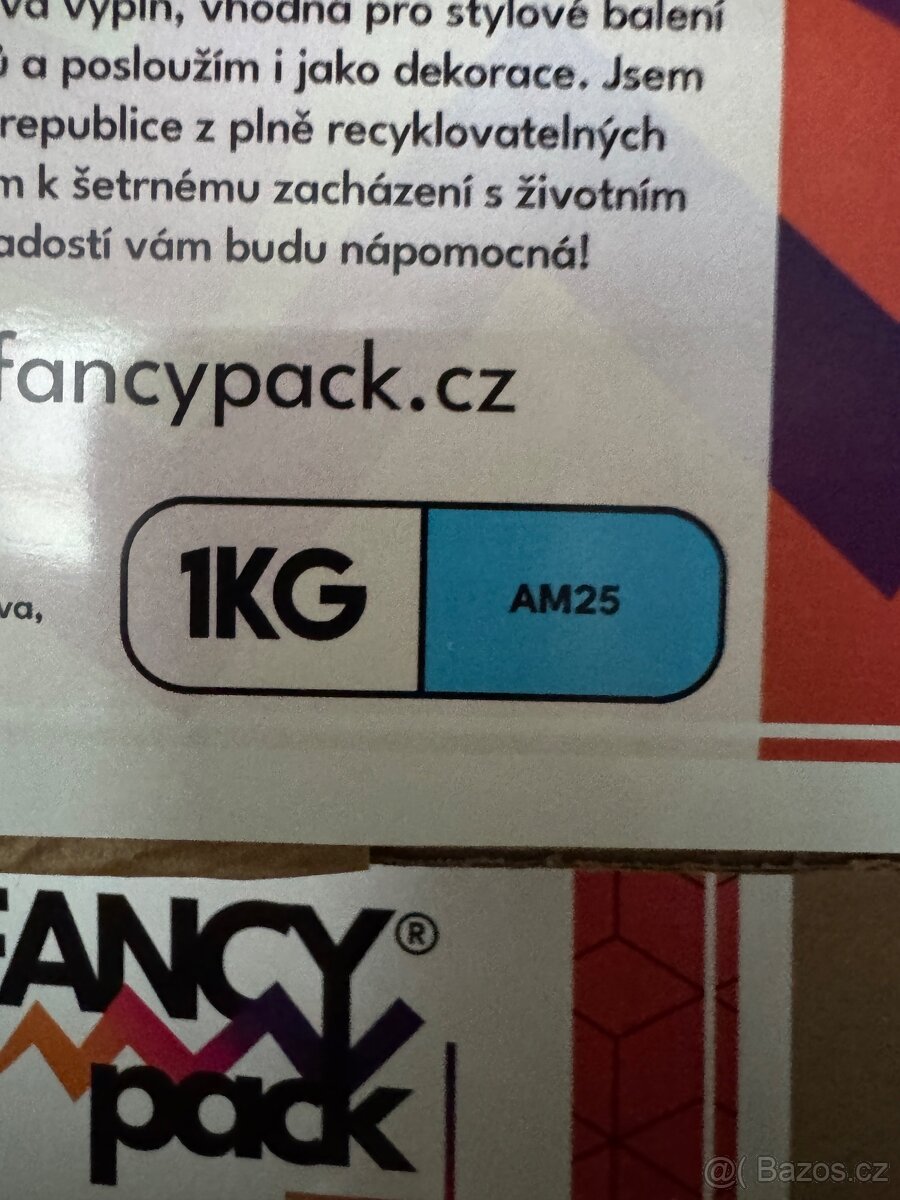 výplň, vhodná pro stylové balení
a posloužím i jako dekorace. Jsem
republice z plně recyklovatelných
k šetrnému zacházení s životním
adostí vám budu nápomocná!
fancypack.cz
1KG AM25
va,
FANCY®
pack
@( Bazos.cz